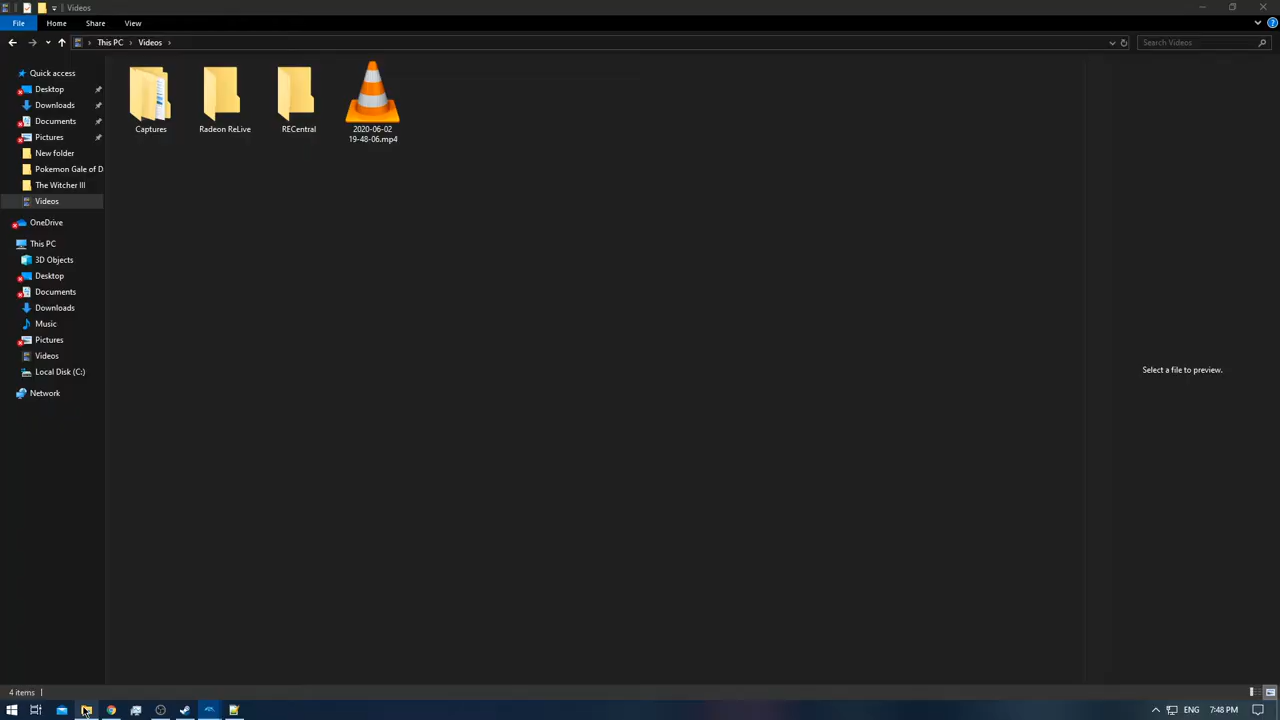 Videos
File Home Share View
This PC Videos Search Videos
Quick access
Desktop
Downloads
Documents
Pictures
New folder
Pokemon Gale of D
The Witcher III
Videos
OneDrive
This PC
3D Objects
Desktop
Documents
Downloads
Music
Pictures
Videos
Local Disk (C:)
Network
Captures Radeon ReLive RECentral 2020-06-02
19-48-06.mp4
Select a file to preview.
4 items
ENG 7:48 PM